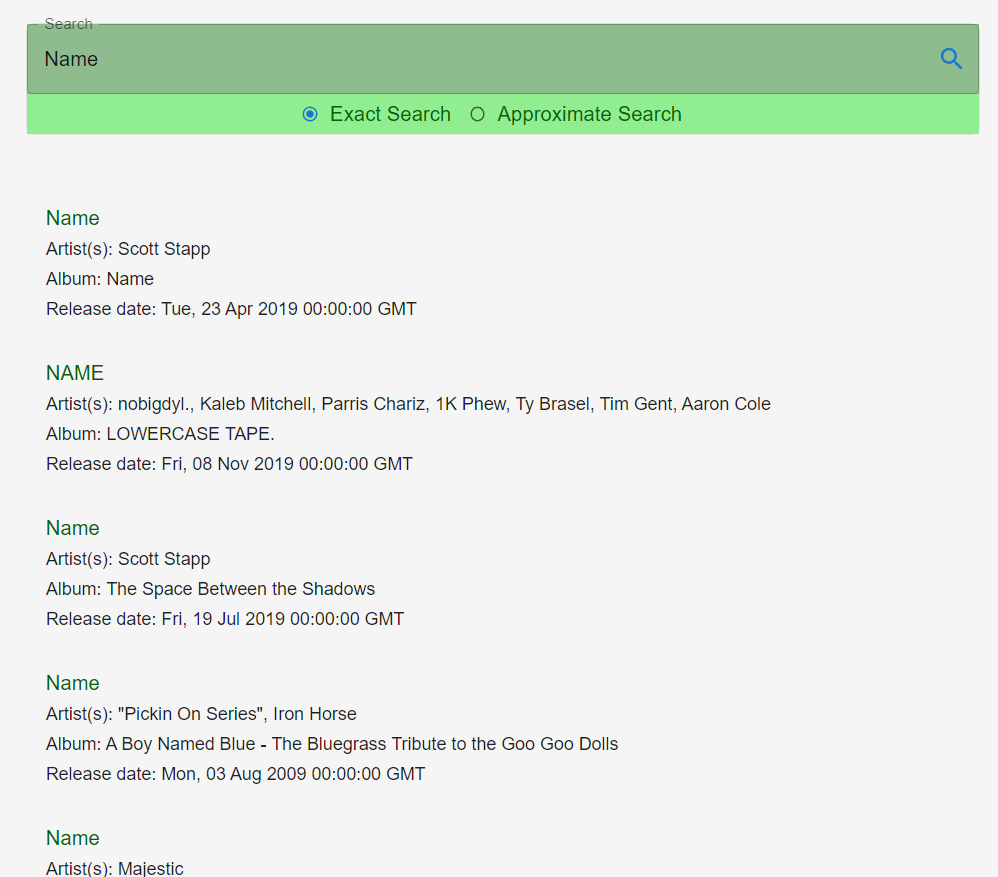 Search
Name
Exact Search Approximate Search
Name
Artist(s): Scott Stapp
Album: Name
Release date: Tue, 23 Apr 2019 00:00:00 GMT
NAME
Artist(s): nobigdyl., Kaleb Mitchell, Parris Chariz, 1K Phew, Ty Brasel, Tim Gent, Aaron Cole
Album: LOWERCASE TAPE.
Release date: Fri, 08 Nov 2019 00:00:00 GMT
Name
Artist(s): Scott Stapp
Album: The Space Between the Shadows
Release date: Fri, 19 Jul 2019 00:00:00 GMT
Name
Artist(s): "Pickin On Series", Iron Horse
Album: A Boy Named Blue - The Bluegrass Tribute to the Goo Goo Dolls
Release date: Mon, 03 Aug 2009 00:00:00 GMT
Name
Artist(s): Majestic